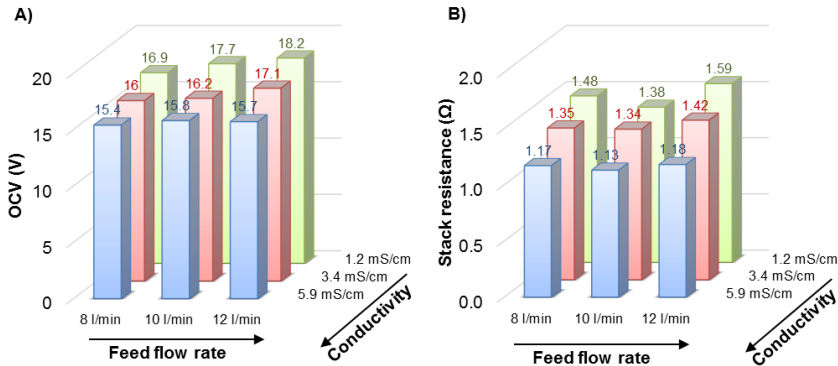 A)
OCV (V)
20
15
10
5
0
16.9
17.7
18.2
16
16.2
17.1
15.4
15.8
15.7
1.2 mS/cm
3.4 mS/cm
5.9 mS/cm
8 l/min
10 l/min
12 l/min
Feed flow rate
Conductivity
B)
Stack resistance (Ω)
2.0
1.5
1.0
0.5
0.0
1.48
1.38
1.59
1.35
1.34
1.42
1.17
1.13
1.18
1.2 mS/cm
3.4 mS/cm
5.9 mS/cm
8 l/min
10 l/min
12 l/min
Feed flow rate
Conductivity